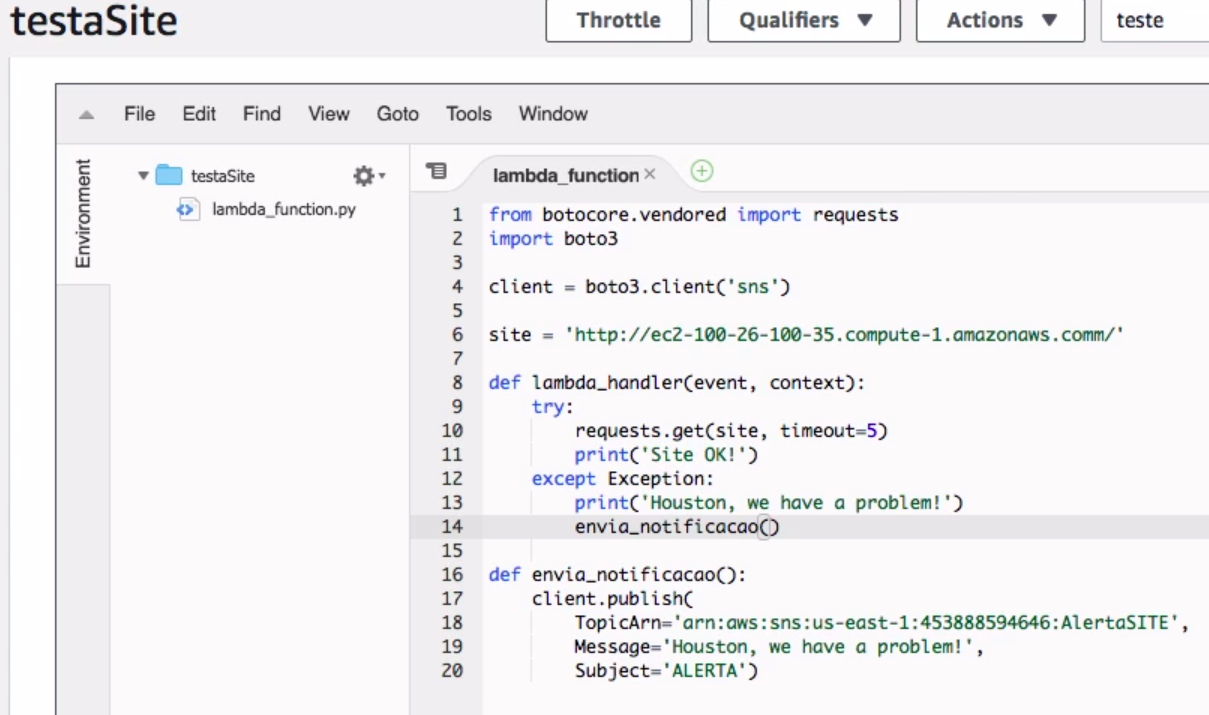 testaSite
Throttle
Qualifiers
Actions
teste
File Edit Find View Goto Tools Window
Environment
testaSite
lambda_function.py
lambda_function
1 from botocore.vendored import requests
2 import boto3
3
4 client = boto3.client('sns')
5
6 site = 'http://ec2-100-26-100-35.compute-1.amazonaws.comm/'
7
8 def lambda_handler(event, context):
9 try:
10 requests.get(site, timeout=5)
11 print('Site OK!')
12 except Exception:
13 print('Houston, we have a problem!')
14 envia_notificacao()
15
16 def envia_notificacao():
17 client.publish(
18 TopicArn='arn:aws:sns:us-east-1:453888594646:AlertaSITE',
19 Message='Houston, we have a problem!',
20 Subject='ALERTA')